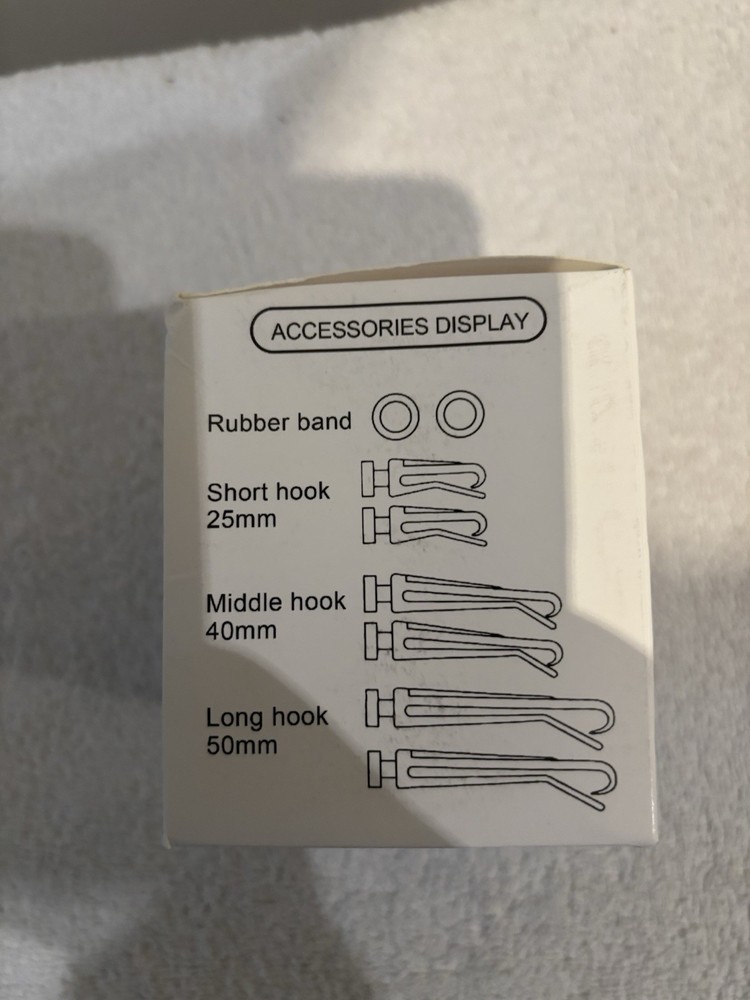 ACCESSORIES DISPLAY
Rubber band
Short hook
25mm
Middle hook
40mm
Long hook
50mm